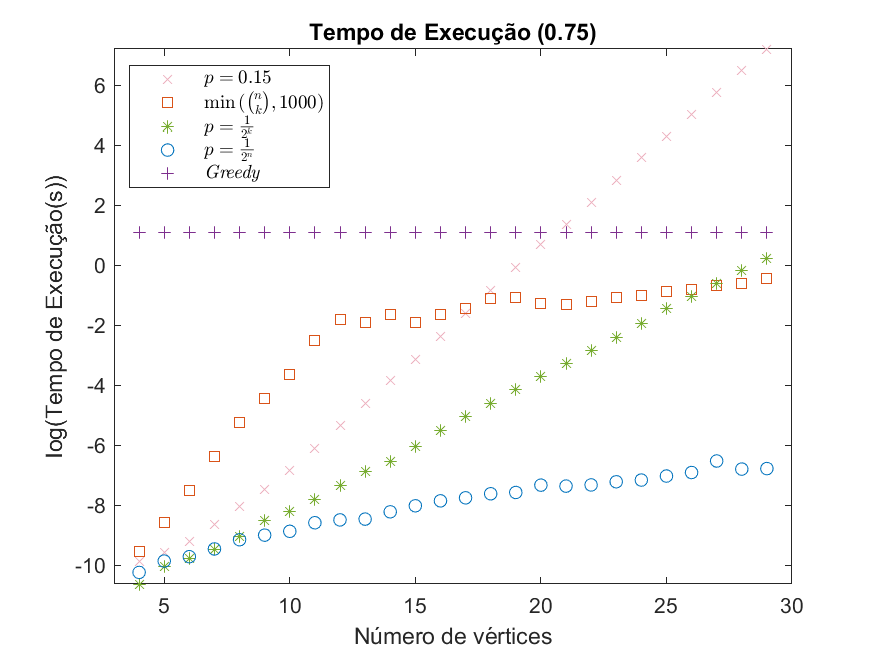 Tempo de Execução (0.75)
p = 0.15
min((n k), 1000)
p = 1/2^k
p = 1/2^n
Greedy
log(Tempo de Execução(s))
6
4
2
0
-2
-4
-6
-8
-10
5 10 15 20 25 30
Número de vértices